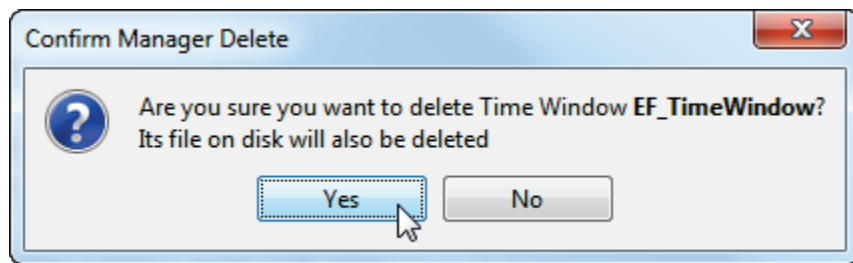 Confirm Manager Delete
Are you sure you want to delete Time Window EF_TimeWindow?
Its file on disk will also be deleted
Yes No